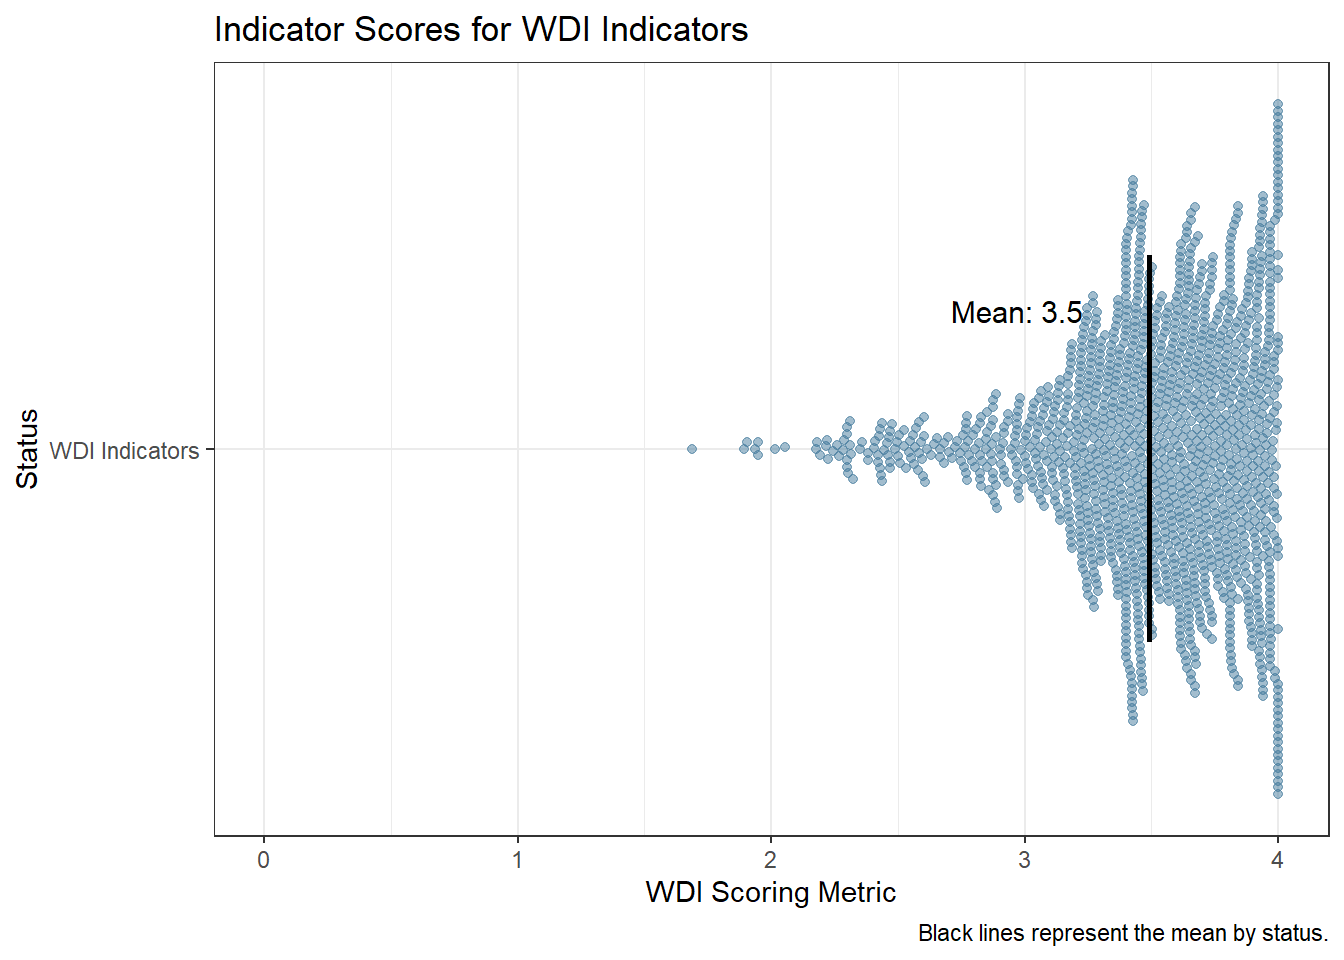 Indicator Scores for WDI Indicators
Mean: 3.5
Status
WDI Indicators
0 1 2 3 4
WDI Scoring Metric
Black lines represent the mean by status.